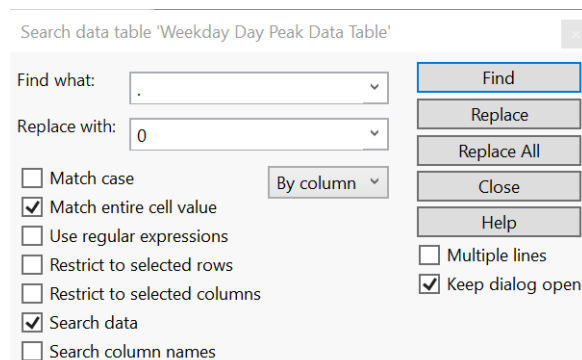 Search data table 'Weekday Day Peak Data Table'
Find what:
.
Find
Replace with:
0
Replace
Replace All
Match case
By column
Close
Match entire cell value
Help
Use regular expressions
Multiple lines
Restrict to selected rows
Keep dialog open
Restrict to selected columns
Search data
Search column names